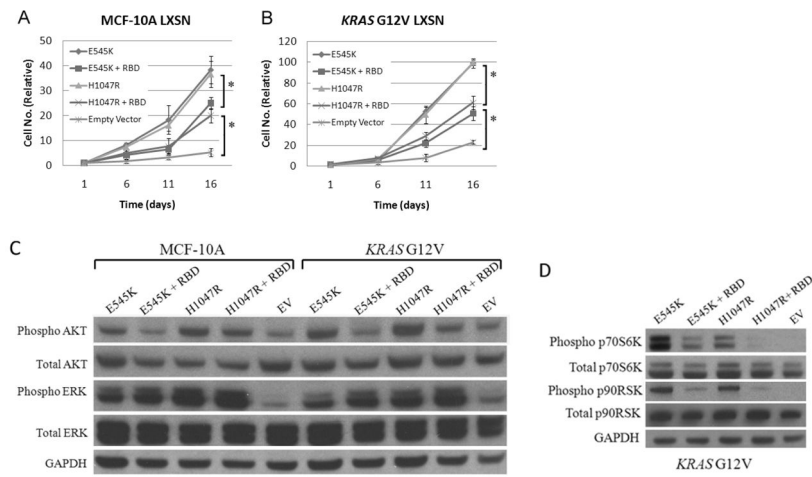 A
MCF-10A LXSN
Cell No. (Relative)
50
40
30
20
10
0
E545K
E545K + RBD
H1047R
H1047R + RBD
Empty Vector
*
*
1 6 11 16
Time (days)
B
KRAS G12V LXSN
Cell No. (Relative)
120
100
80
60
40
20
0
E545K
E545K + RBD
H1047R
H1047R + RBD
Empty Vector
*
*
1 6 11 16
Time (days)
C
MCF-10A KRAS G12V
E545K E545K + RBD H1047R H1047R + RBD EV E545K E545K + RBD H1047R H1047R + RBD EV
Phospho AKT
Total AKT
Phospho ERK
Total ERK
GAPDH
D
E545K E545K + RBD H1047R H1047R + RBD EV
Phospho p70S6K
Total p70S6K
Phospho p90RSK
Total p90RSK
GAPDH
KRAS G12V